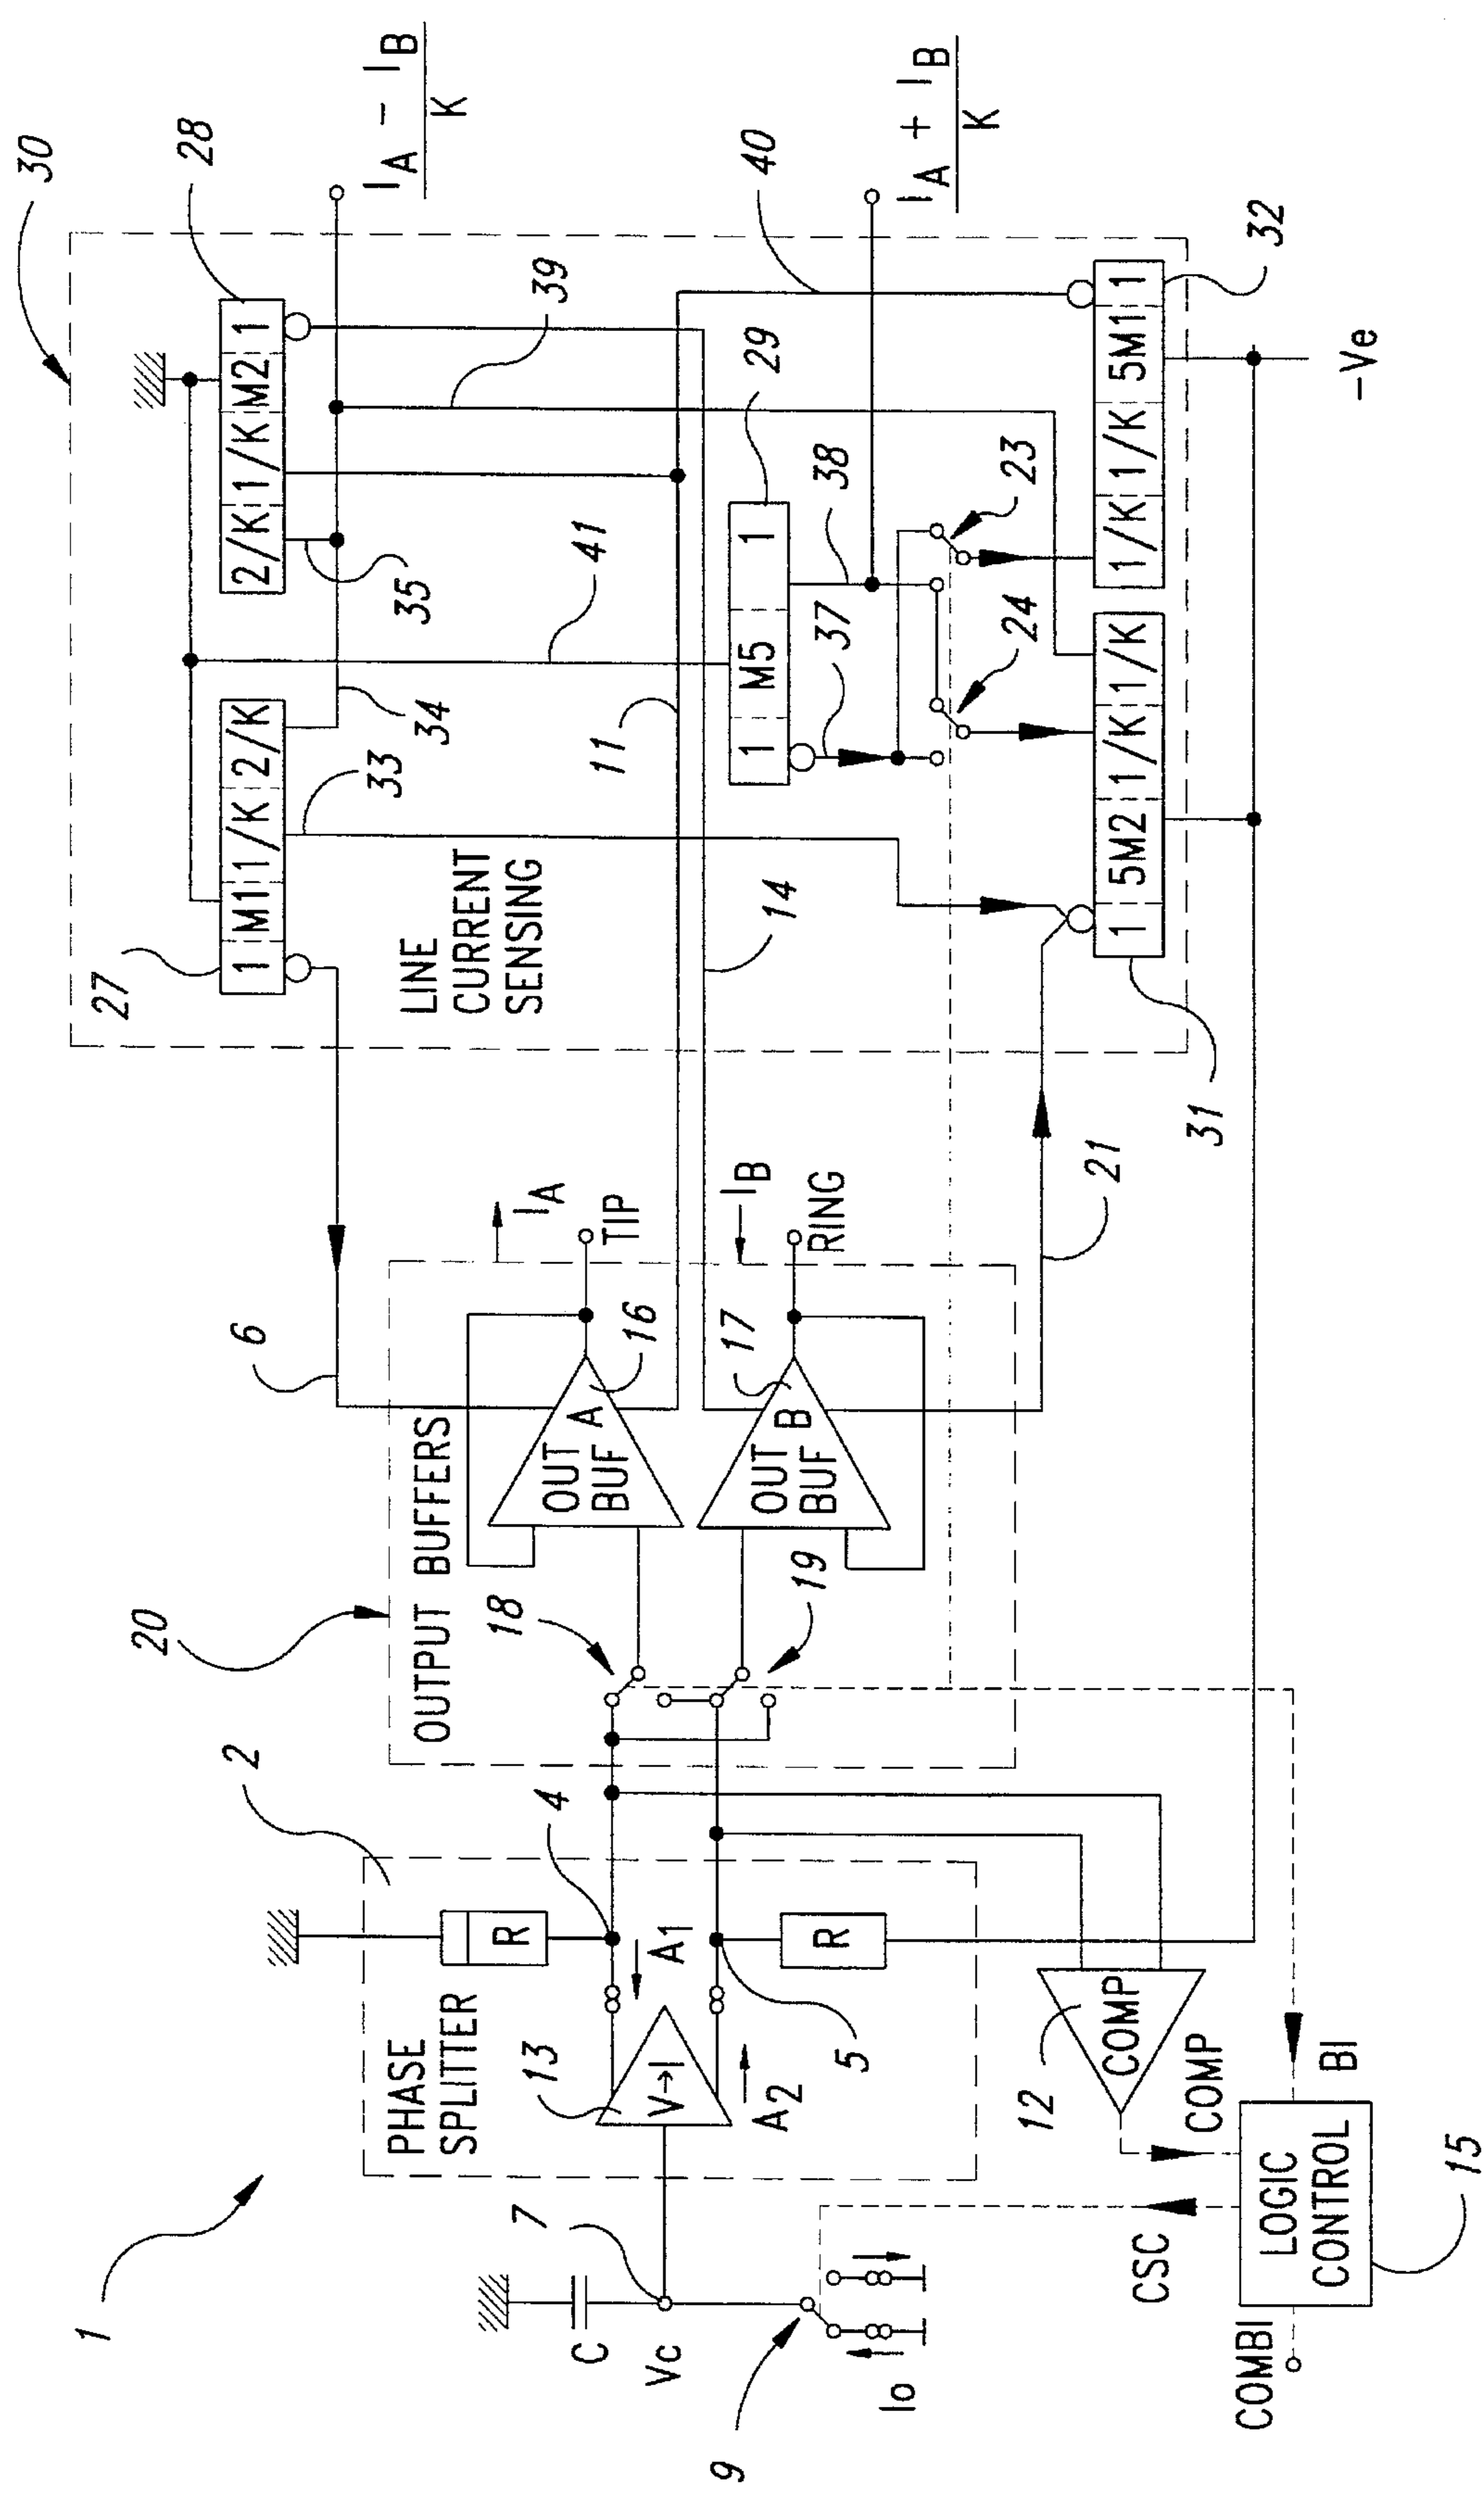 1
2
PHASE
SPLITTER
13
V→I
R
R
4
5
A1
A2
7
C
Vc
9
Io
COMBI
CSC
LOGIC
CONTROL
15
BI
COMP
COMP
12
20
OUTPUT BUFFERS
18
19
OUT
BUF
A
16
OUT
BUF
B
17
6
IA
TIP
IB
RING
21
30
27
1 M1 1/K 2/K
28
2/K 1/K M2 1
33
34
35
LINE
CURRENT
SENSING
11
14
41
39
40
29
1 M5 1
37
38
24
23
31
1 5M2 1/K 1/K
32
1/K 1/K 5M1 1
-Ve
IA - IB
K
IA + IB
K